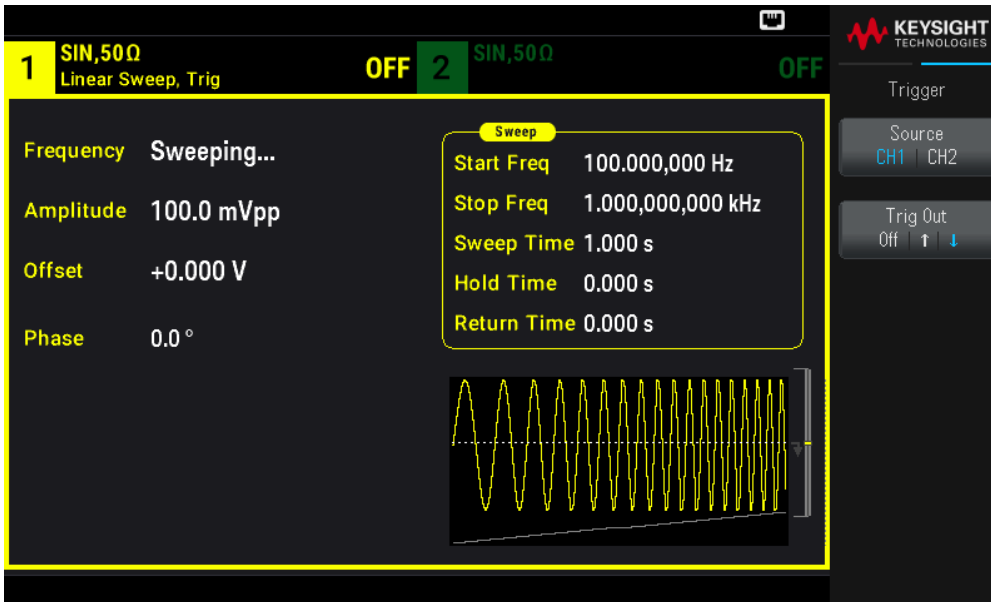 KEYSIGHT
TECHNOLOGIES
1 SIN,50Ω OFF
Linear Sweep, Trig
2 SIN,50Ω OFF
Trigger
Source
CH1 | CH2
Trig Out
Off | ↑ | ↓
Frequency Sweeping...
Amplitude 100.0 mVpp
Offset +0.000 V
Phase 0.0 °
Sweep
Start Freq 100.000,000 Hz
Stop Freq 1.000,000,000 kHz
Sweep Time 1.000 s
Hold Time 0.000 s
Return Time 0.000 s